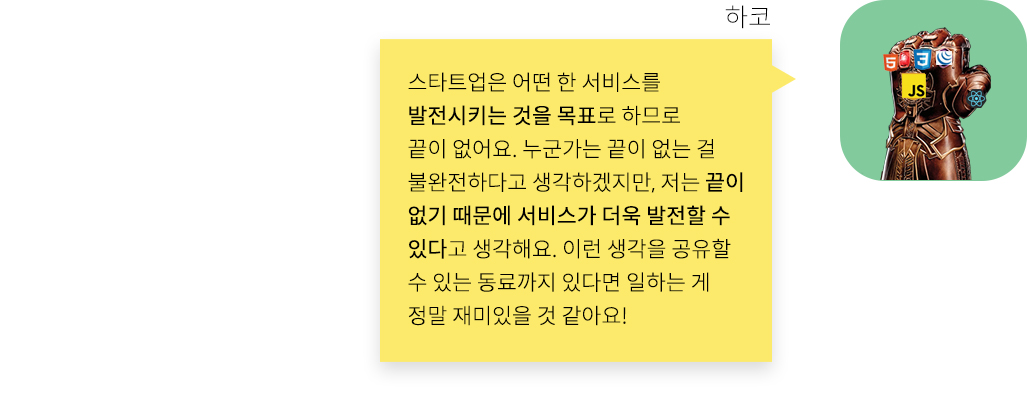 하코
스타트업은 어떤 한 서비스를
발전시키는 것을 목표로 하므로
끝이 없어요. 누군가는 끝이 없는 걸
불완전하다고 생각하겠지만, 저는 끝이
없기 때문에 서비스가 더욱 발전할 수
있다고 생각해요. 이런 생각을 공유할
수 있는 동료까지 있다면 일하는 게
정말 재미있을 것 같아요!
5 3
JS